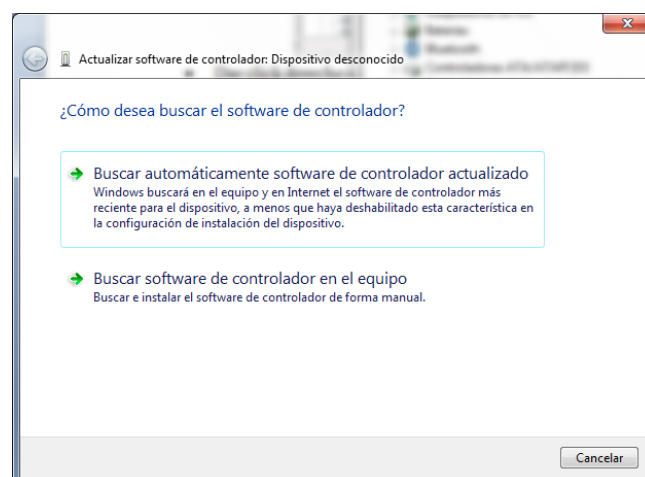 Baterías
Bluetooth
Actualizar software de controlador: Dispositivo desconocido
¿Cómo desea buscar el software de controlador?
Buscar automáticamente software de controlador actualizado
Windows buscará en el equipo y en Internet el software de controlador más
reciente para el dispositivo, a menos que haya deshabilitado esta característica en
la configuración de instalación del dispositivo.
Buscar software de controlador en el equipo
Buscar e instalar el software de controlador de forma manual.
Cancelar